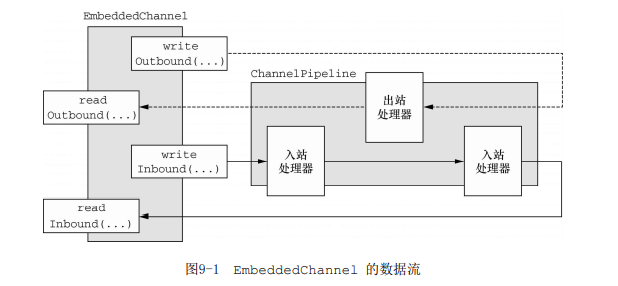 EmbeddedChannel
write
Outbound(...)
ChannelPipeline
read
Outbound(...)
出站
处理器
write
Inbound(...)
入站
处理器
入站
处理器
read
Inbound(...)
图9-1 EmbeddedChannel 的数据流